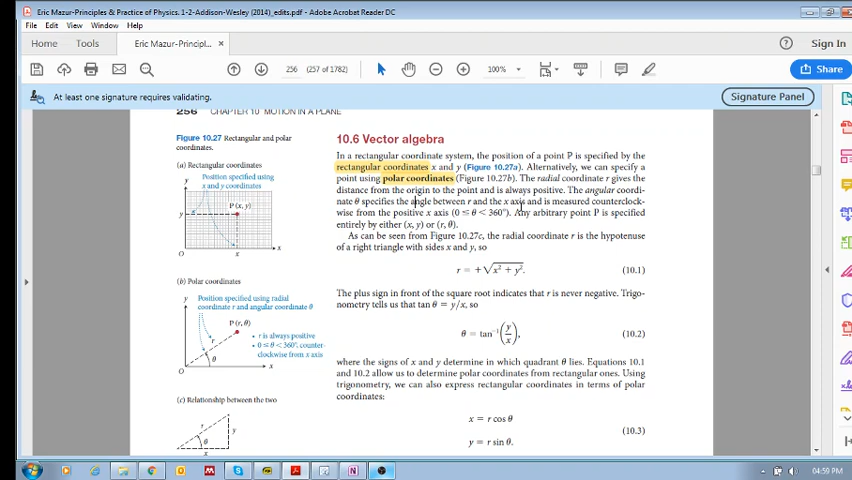 Eric Mazur-Principles & Practice of Physics. 1-2-Addison-Wesley (2014)_edits.pdf - Adobe Acrobat Reader DC
File Edit View Window Help
Home Tools Eric Mazur-Principl... × Sign In
256 (257 of 1782) 100% Share
At least one signature requires validating. Signature Panel
256 CHAPTER 10 MOTION IN A PLANE
Figure 10.27 Rectangular and polar
coordinates.
(a) Rectangular coordinates
Position specified using
x and y coordinates
y
P (x, y)
y
O x x
(b) Polar coordinates
Position specified using radial
coordinate r and angular coordinate θ
y
P (r, θ)
r
θ
O x
• r is always positive
• 0 ≤ θ < 360°, counter-
clockwise from x axis
(c) Relationship between the two
r
y
θ
x
10.6 Vector algebra
In a rectangular coordinate system, the position of a point P is specified by the
rectangular coordinates x and y (Figure 10.27a). Alternatively, we can specify a
point using polar coordinates (Figure 10.27b). The radial coordinate r gives the
distance from the origin to the point and is always positive. The angular coordi-
nate θ specifies the angle between r and the x axis and is measured counterclock-
wise from the positive x axis (0 ≤ θ < 360°). Any arbitrary point P is specified
entirely by either (x, y) or (r, θ).
As can be seen from Figure 10.27c, the radial coordinate r is the hypotenuse
of a right triangle with sides x and y, so
r = +√x² + y². (10.1)
The plus sign in front of the square root indicates that r is never negative. Trigo-
nometry tells us that tan θ = y/x, so
θ = tan⁻¹(y/x), (10.2)
where the signs of x and y determine in which quadrant θ lies. Equations 10.1
and 10.2 allow us to determine polar coordinates from rectangular ones. Using
trigonometry, we can also express rectangular coordinates in terms of polar
coordinates:
x = r cos θ
(10.3)
y = r sin θ.
04:59 PM